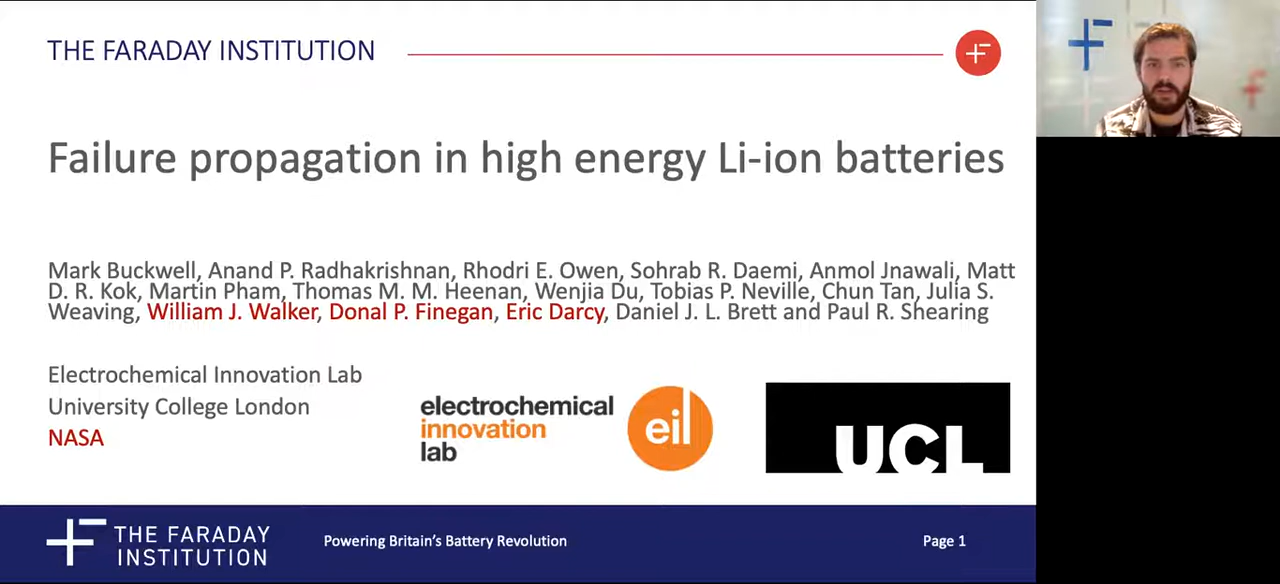 THE FARADAY INSTITUTION
Failure propagation in high energy Li-ion batteries
Mark Buckwell, Anand P. Radhakrishnan, Rhodri E. Owen, Sohrab R. Daemi, Anmol Jnawali, Matt
D. R. Kok, Martin Pham, Thomas M. M. Heenan, Wenjia Du, Tobias P. Neville, Chun Tan, Julia S.
Weaving, William J. Walker, Donal P. Finegan, Eric Darcy, Daniel J. L. Brett and Paul R. Shearing
Electrochemical Innovation Lab
University College London
NASA
electrochemical
innovation
lab
eil
UCL
THE FARADAY
INSTITUTION
Powering Britain's Battery Revolution
Page 1